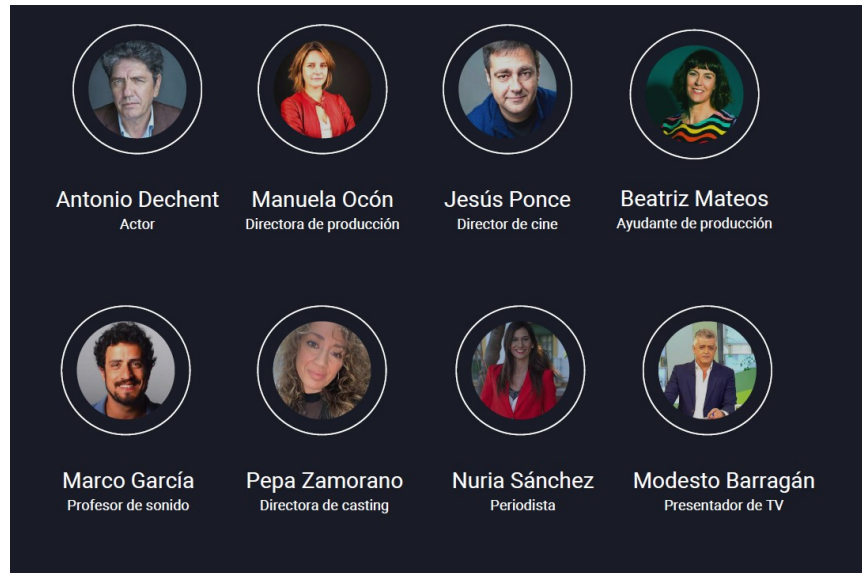 Antonio Dechent
Actor
Manuela Ocón
Directora de producción
Jesús Ponce
Director de cine
Beatriz Mateos
Ayudante de producción
Marco García
Profesor de sonido
Pepa Zamorano
Directora de casting
Nuria Sánchez
Periodista
Modesto Barragán
Presentador de TV